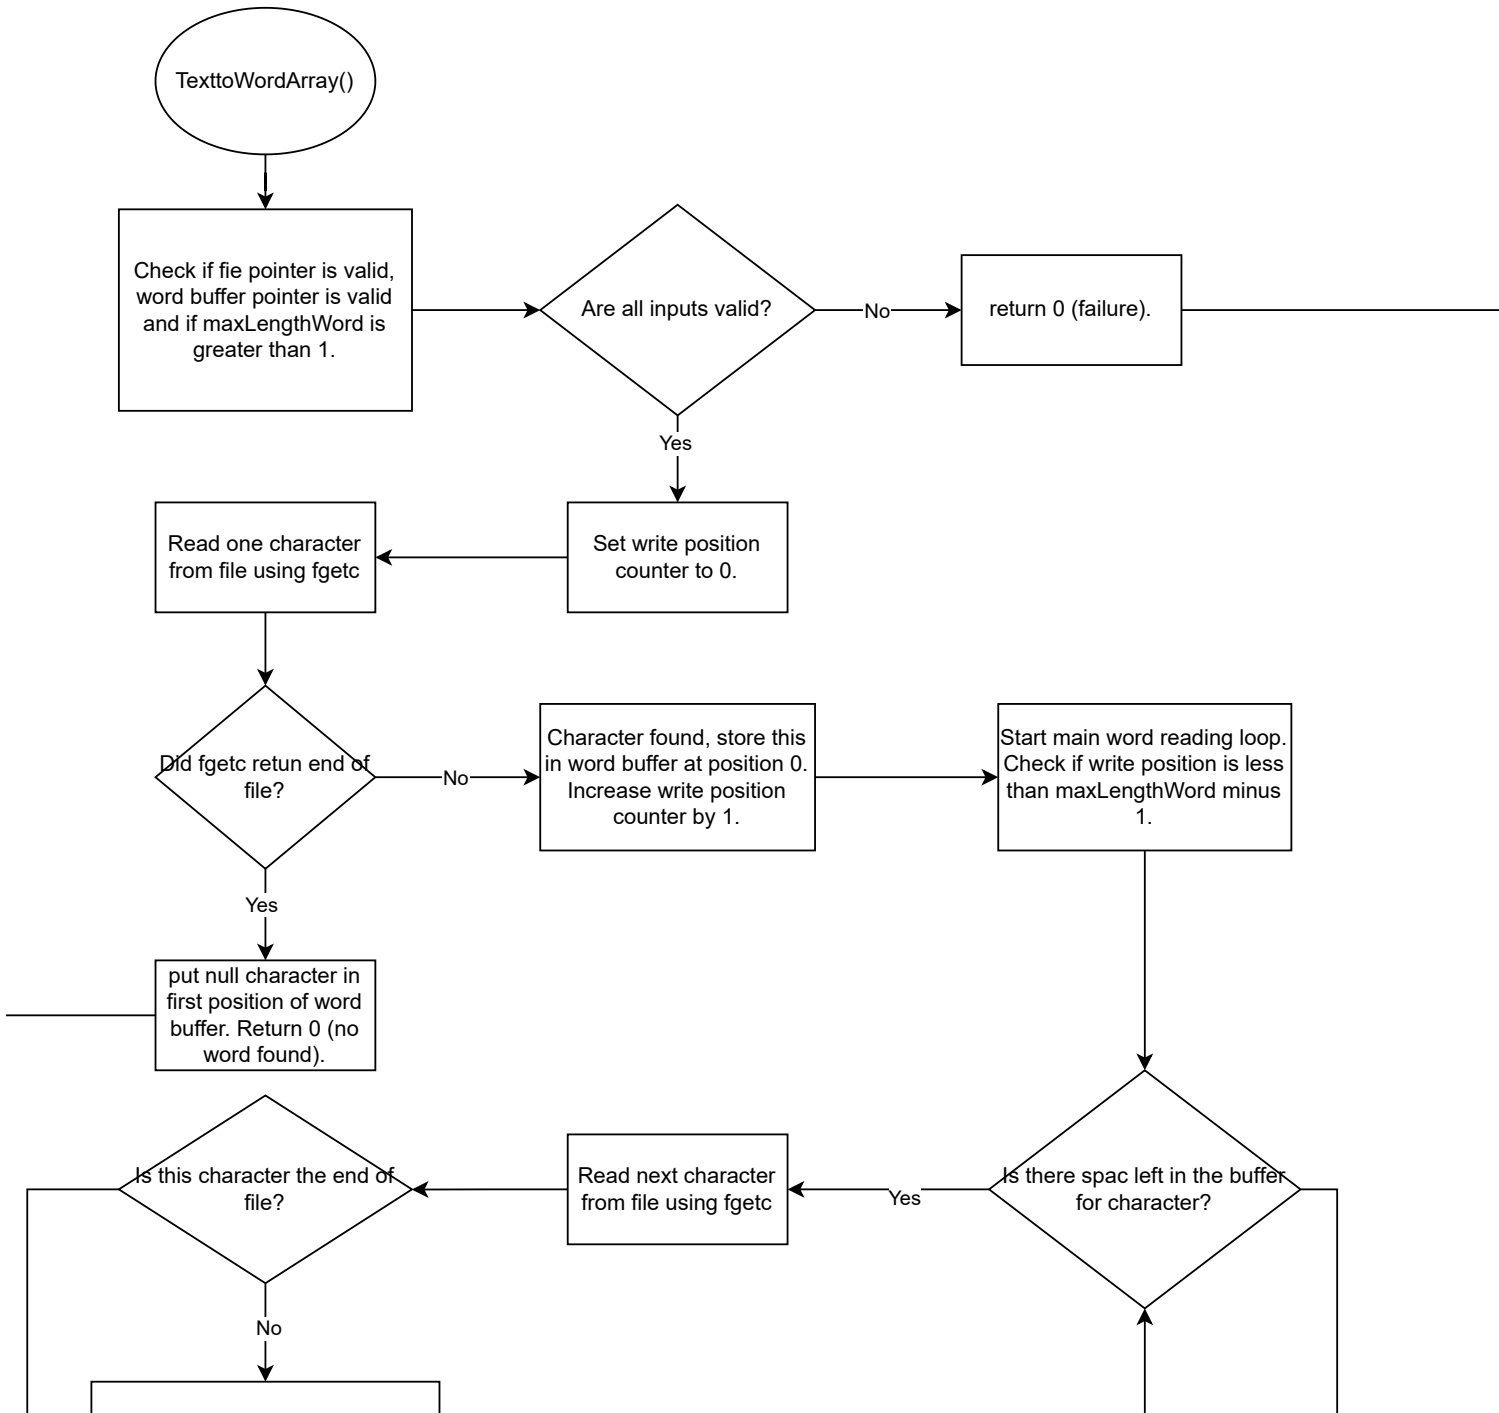 TexttoWordArray()
Check if fie pointer is valid,
word buffer pointer is valid
and if maxLengthWord is
greater than 1.
Are all inputs valid?
No
return 0 (failure).
Yes
Set write position
counter to 0.
Read one character
from file using fgetc
Did fgetc retun end of
file?
No
Character found, store this
in word buffer at position 0.
Increase write position
counter by 1.
Start main word reading loop.
Check if write position is less
than maxLengthWord minus
1.
Yes
put null character in
first position of word
buffer. Return 0 (no
word found).
Is there spac left in the buffer
for character?
Yes
Read next character
from file using fgetc
Is this character the end of
file?
No